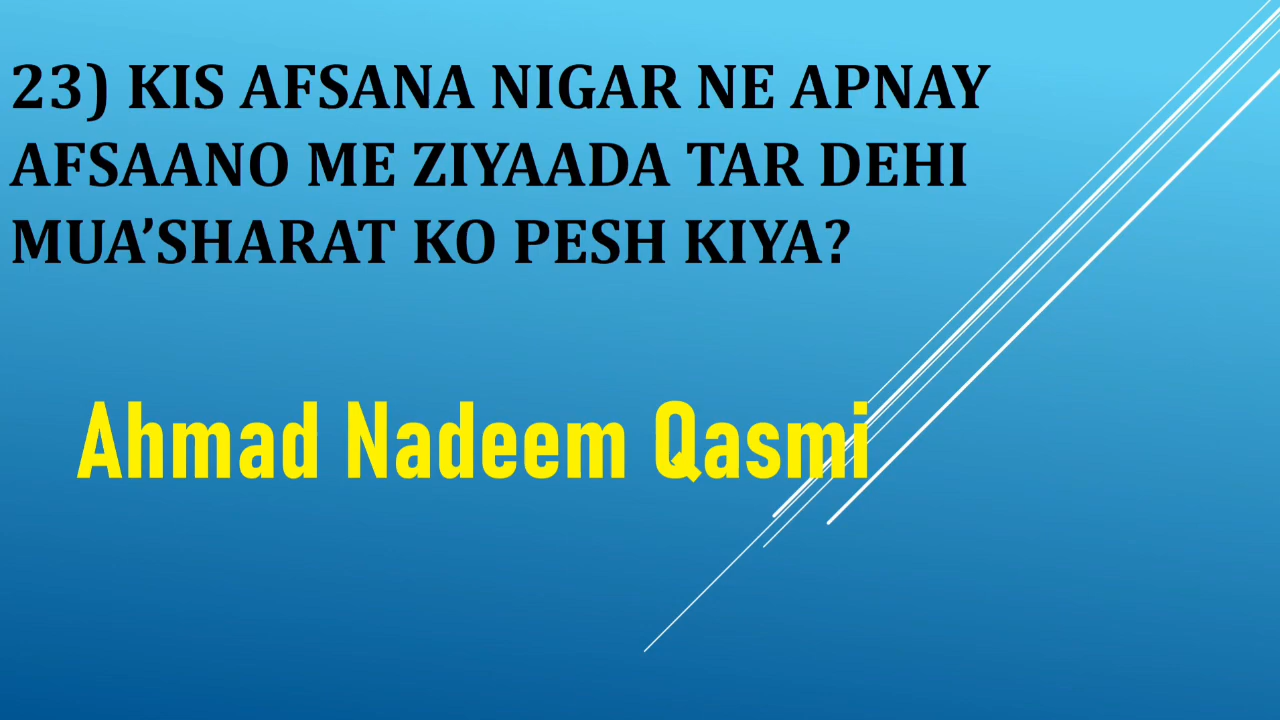 23) KIS AFSANA NIGAR NE APNAY
AFSAANO ME ZIYAADA TAR DEHI
MUA’SHARAT KO PESH KIYA?
Ahmad Nadeem Qasmi